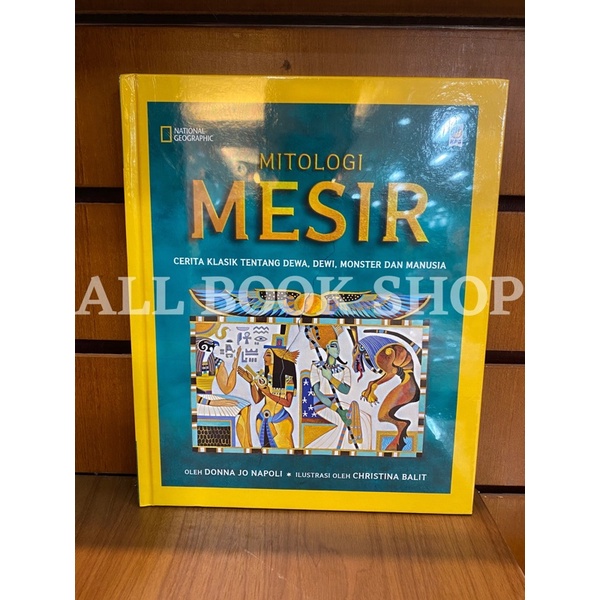 NATIONAL
GEOGRAPHIC
MITOLOGI
MESIR
CERITA KLASIK TENTANG DEWA, DEWI, MONSTER DAN MANUSIA
ALL BOOK SHOP
OLEH DONNA JO NAPOLI • ILUSTRASI OLEH CHRISTINA BALIT